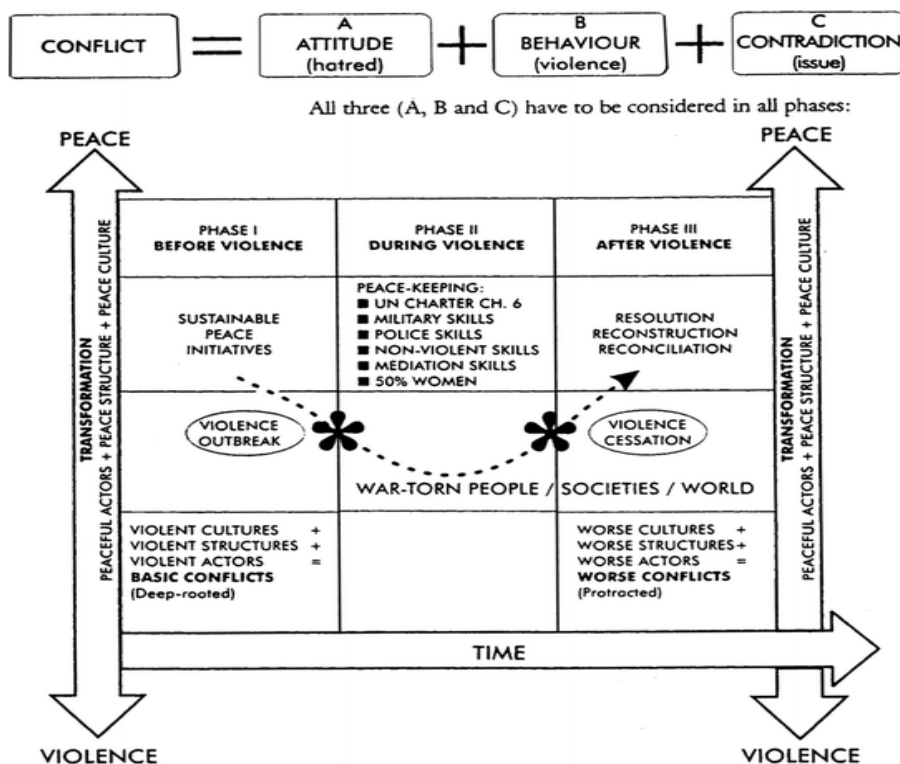 CONFLICT
=
A
ATTITUDE
(hatred)
+
B
BEHAVIOUR
(violence)
+
C
CONTRADICTION
(issue)
All three (A, B and C) have to be considered in all phases:
PEACE
PEACE
TRANSFORMATION
PEACEFUL ACTORS + PEACE STRUCTURE + PEACE CULTURE
PHASE I
BEFORE VIOLENCE
PHASE II
DURING VIOLENCE
PHASE III
AFTER VIOLENCE
SUSTAINABLE
PEACE
INITIATIVES
PEACE-KEEPING:
■ UN CHARTER CH. 6
■ MILITARY SKILLS
■ POLICE SKILLS
■ NON-VIOLENT SKILLS
■ MEDIATION SKILLS
■ 50% WOMEN
RESOLUTION
RECONSTRUCTION
RECONCILIATION
VIOLENCE
OUTBREAK
VIOLENCE
CESSATION
WAR-TORN PEOPLE / SOCIETIES / WORLD
VIOLENT CULTURES +
VIOLENT STRUCTURES +
VIOLENT ACTORS =
BASIC CONFLICTS
(Deep-rooted)
WORSE CULTURES +
WORSE STRUCTURES +
WORSE ACTORS =
WORSE CONFLICTS
(Protracted)
TRANSFORMATION
PEACEFUL ACTORS + PEACE STRUCTURE + PEACE CULTURE
TIME
VIOLENCE
VIOLENCE